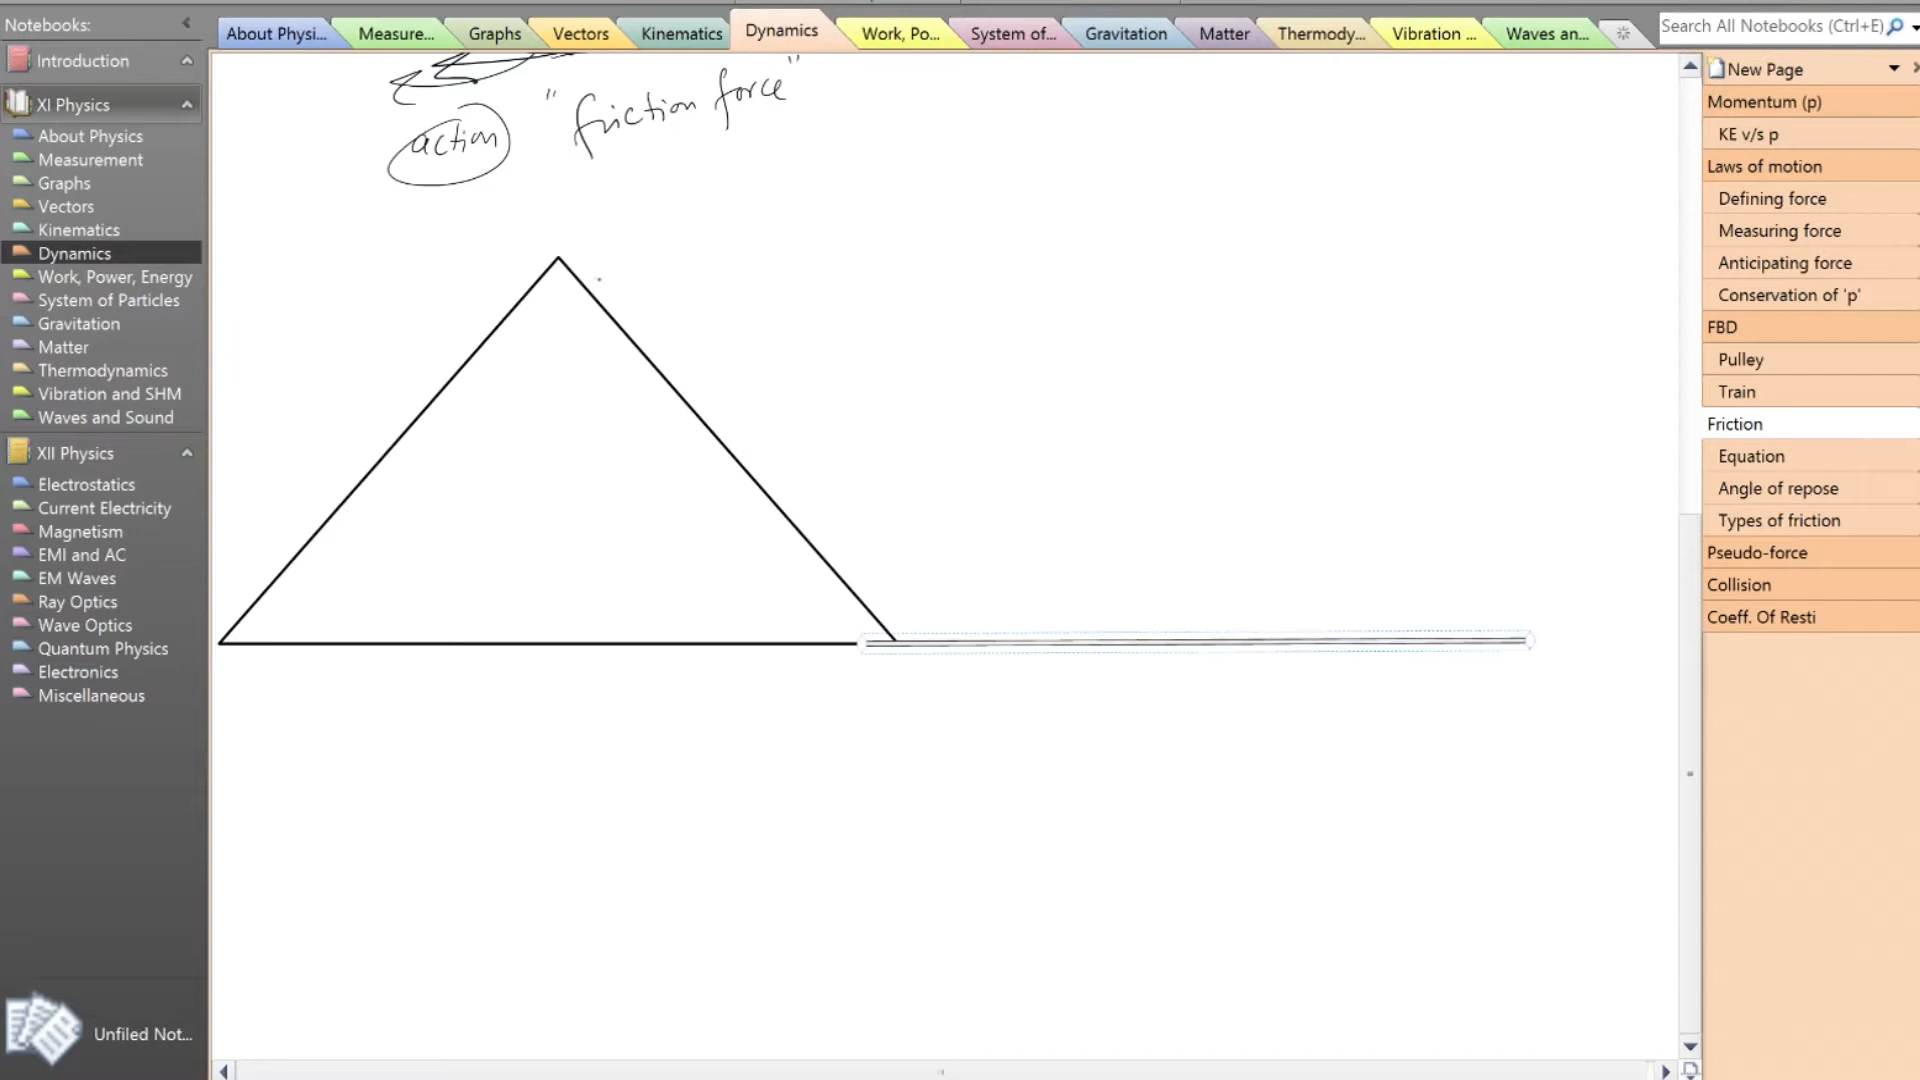 Notebooks:
Introduction
XI Physics
About Physics
Measurement
Graphs
Vectors
Kinematics
Dynamics
Work, Power, Energy
System of Particles
Gravitation
Matter
Thermodynamics
Vibration and SHM
Waves and Sound
XII Physics
Electrostatics
Current Electricity
Magnetism
EMI and AC
EM Waves
Ray Optics
Wave Optics
Quantum Physics
Electronics
Miscellaneous
Unfiled Not...
About Physi... Measure... Graphs Vectors Kinematics Dynamics Work, Po... System of... Gravitation Matter Thermody... Vibration ... Waves an...
Search All Notebooks (Ctrl+E)
action "friction force"
New Page
Momentum (p)
KE v/s p
Laws of motion
Defining force
Measuring force
Anticipating force
Conservation of 'p'
FBD
Pulley
Train
Friction
Equation
Angle of repose
Types of friction
Pseudo-force
Collision
Coeff. Of Resti